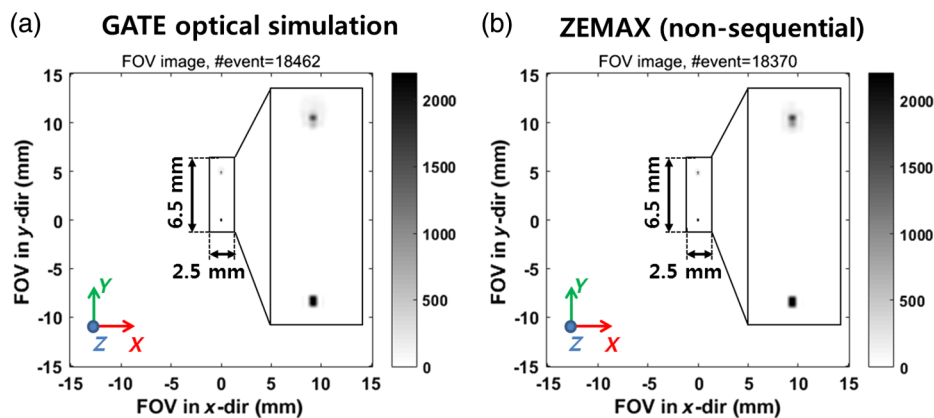 (a) GATE optical simulation
FOV image, #event=18462
15
10
5
0
-5
-10
-15
FOV in y-dir (mm)
6.5 mm
2.5 mm
Y
Z
X
-15 -10 -5 0 5 10 15
FOV in x-dir (mm)
2000
1500
1000
500
0
(b) ZEMAX (non-sequential)
FOV image, #event=18370
15
10
5
0
-5
-10
-15
FOV in y-dir (mm)
6.5 mm
2.5 mm
Y
Z
X
-15 -10 -5 0 5 10 15
FOV in x-dir (mm)
2000
1500
1000
500
0